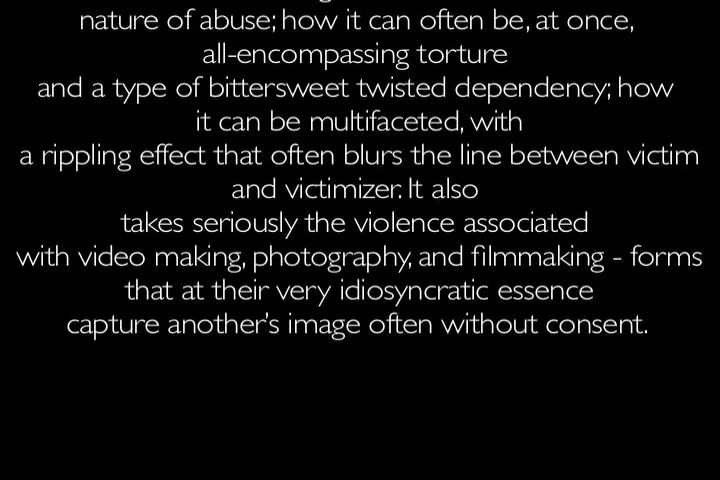 nature of abuse; how it can often be, at once,
all-encompassing torture
and a type of bittersweet twisted dependency; how
it can be multifaceted, with
a rippling effect that often blurs the line between victim
and victimizer. It also
takes seriously the violence associated
with video making, photography, and filmmaking - forms
that at their very idiosyncratic essence
capture another's image often without consent.